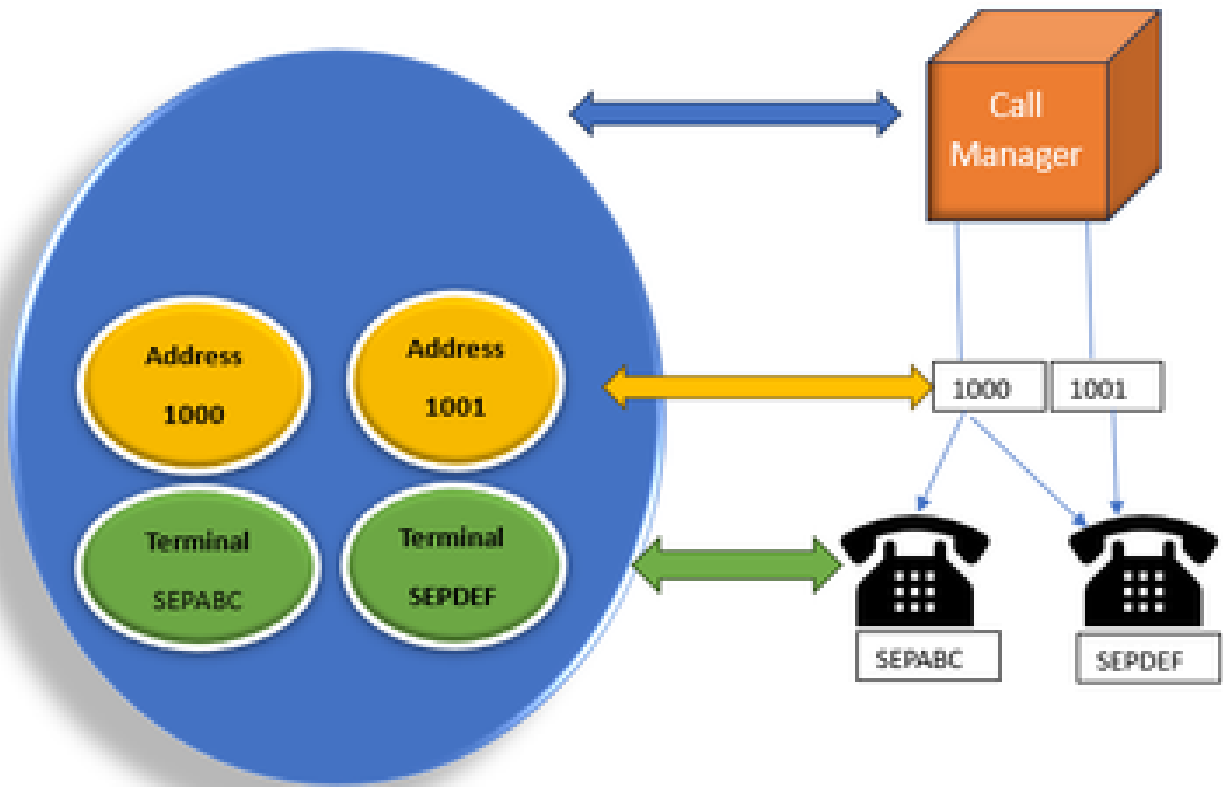 Call
Manager
Address
1000
Address
1001
1000
1001
Terminal
SEPABC
Terminal
SEPDEF
SEPABC
SEPDEF